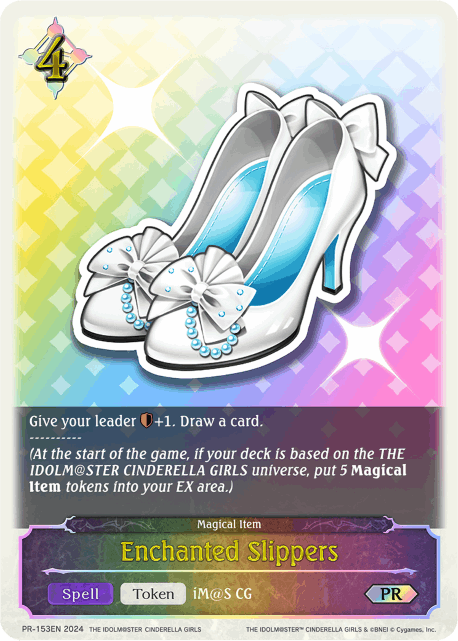 4
Give your leader +1. Draw a card.
----------
(At the start of the game, if your deck is based on the THE
IDOLM@STER CINDERELLA GIRLS universe, put 5 Magical
Item tokens into your EX area.)
Magical Item
Enchanted Slippers
Spell Token iM@S CG PR
PR-153EN 2024 THE IDOLM@STER CINDERELLA GIRLS THE IDOLM@STER™ CINDERELLA GIRLS & ©BNEI © Cygames, Inc.